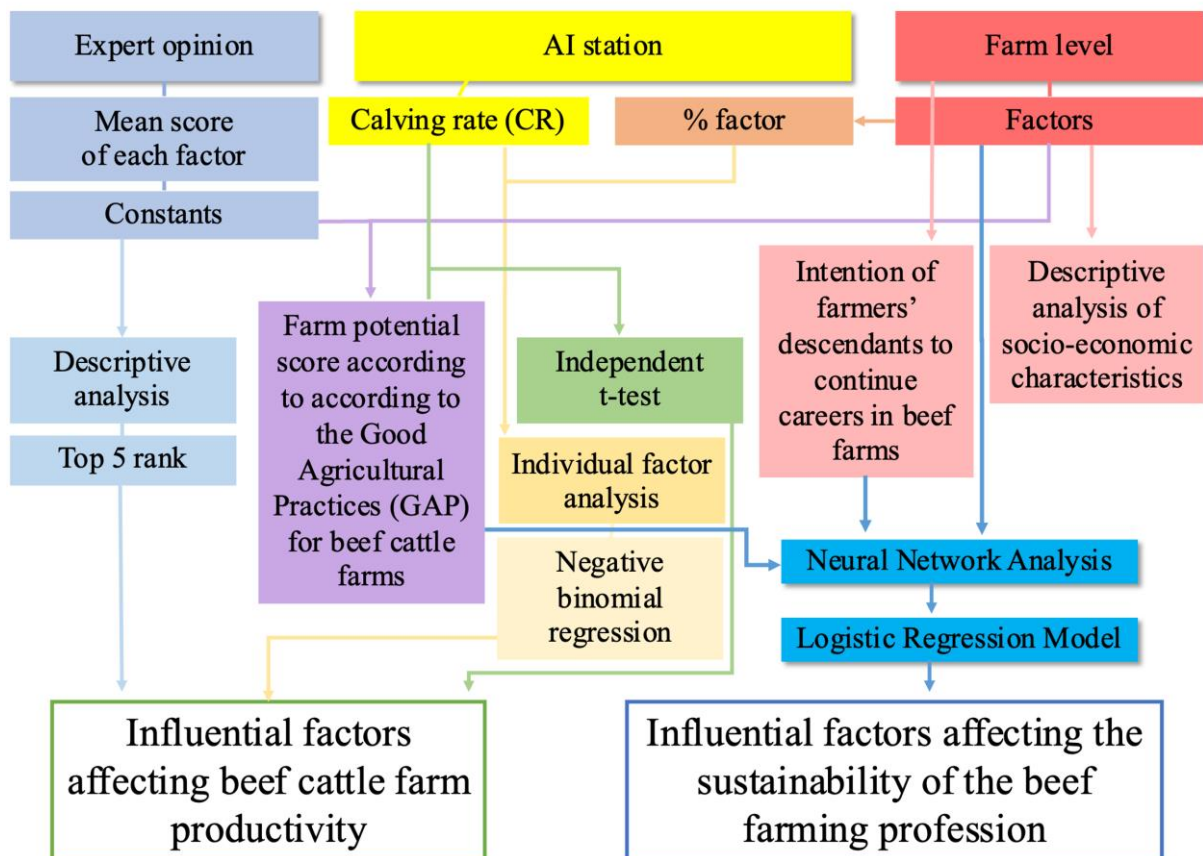 Expert opinion
AI station
Farm level
Mean score
of each factor
Calving rate (CR)
% factor
Factors
Constants
Descriptive
analysis
Top 5 rank
Farm potential
score according
to according to
the Good
Agricultural
Practices (GAP)
for beef cattle
farms
Independent
t-test
Individual factor
analysis
Negative
binomial
regression
Intention of
farmers’
descendants to
continue
careers in beef
farms
Descriptive
analysis of
socio-economic
characteristics
Neural Network Analysis
Logistic Regression Model
Influential factors
affecting beef cattle farm
productivity
Influential factors affecting the
sustainability of the beef
farming profession